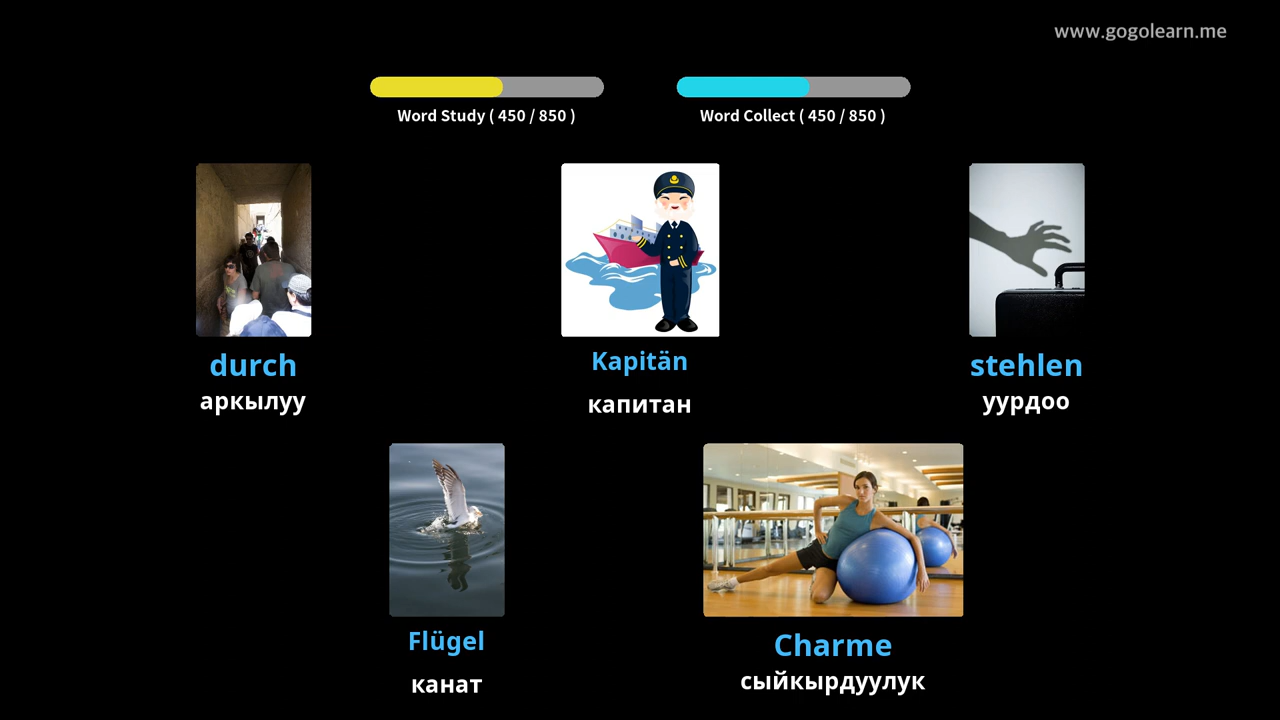 www.gogolearn.me
Word Study ( 450 / 850 )
Word Collect ( 450 / 850 )
durch
аркылуу
Kapitän
капитан
stehlen
уурдоо
Flügel
канат
Charme
сыйкырдуулук